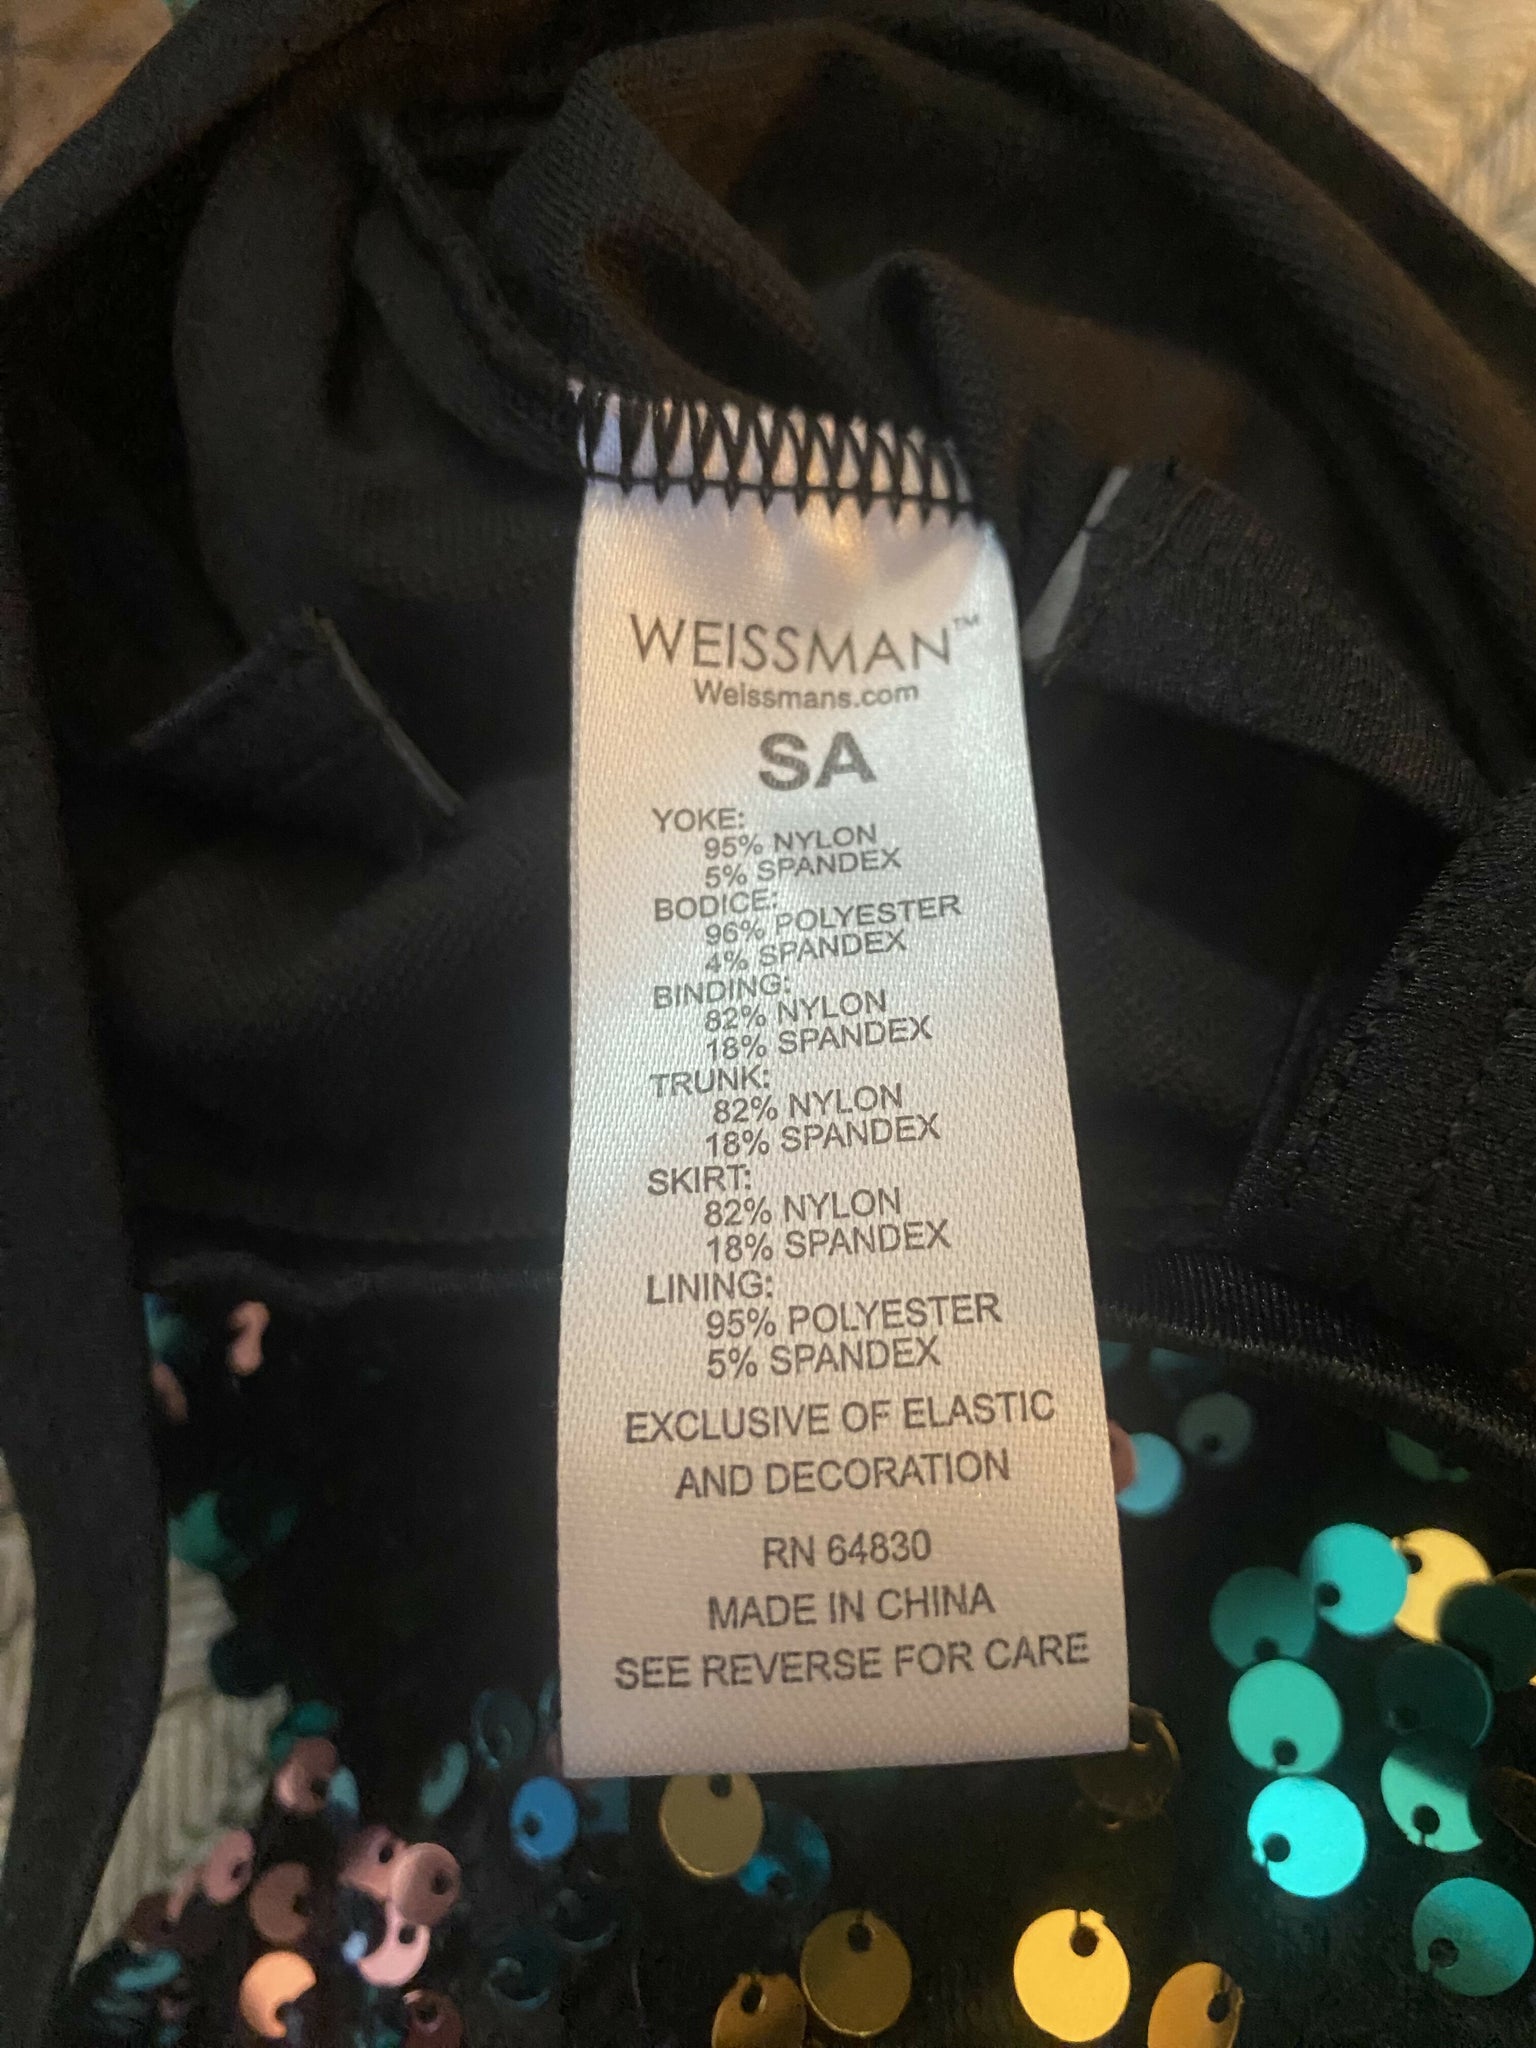 WEISSMAN™
Weissmans.com
SA
YOKE:
95% NYLON
5% SPANDEX
BODICE:
96% POLYESTER
4% SPANDEX
BINDING:
82% NYLON
18% SPANDEX
TRUNK:
82% NYLON
18% SPANDEX
SKIRT:
82% NYLON
18% SPANDEX
LINING:
95% POLYESTER
5% SPANDEX
EXCLUSIVE OF ELASTIC
AND DECORATION
RN 64830
MADE IN CHINA
SEE REVERSE FOR CARE